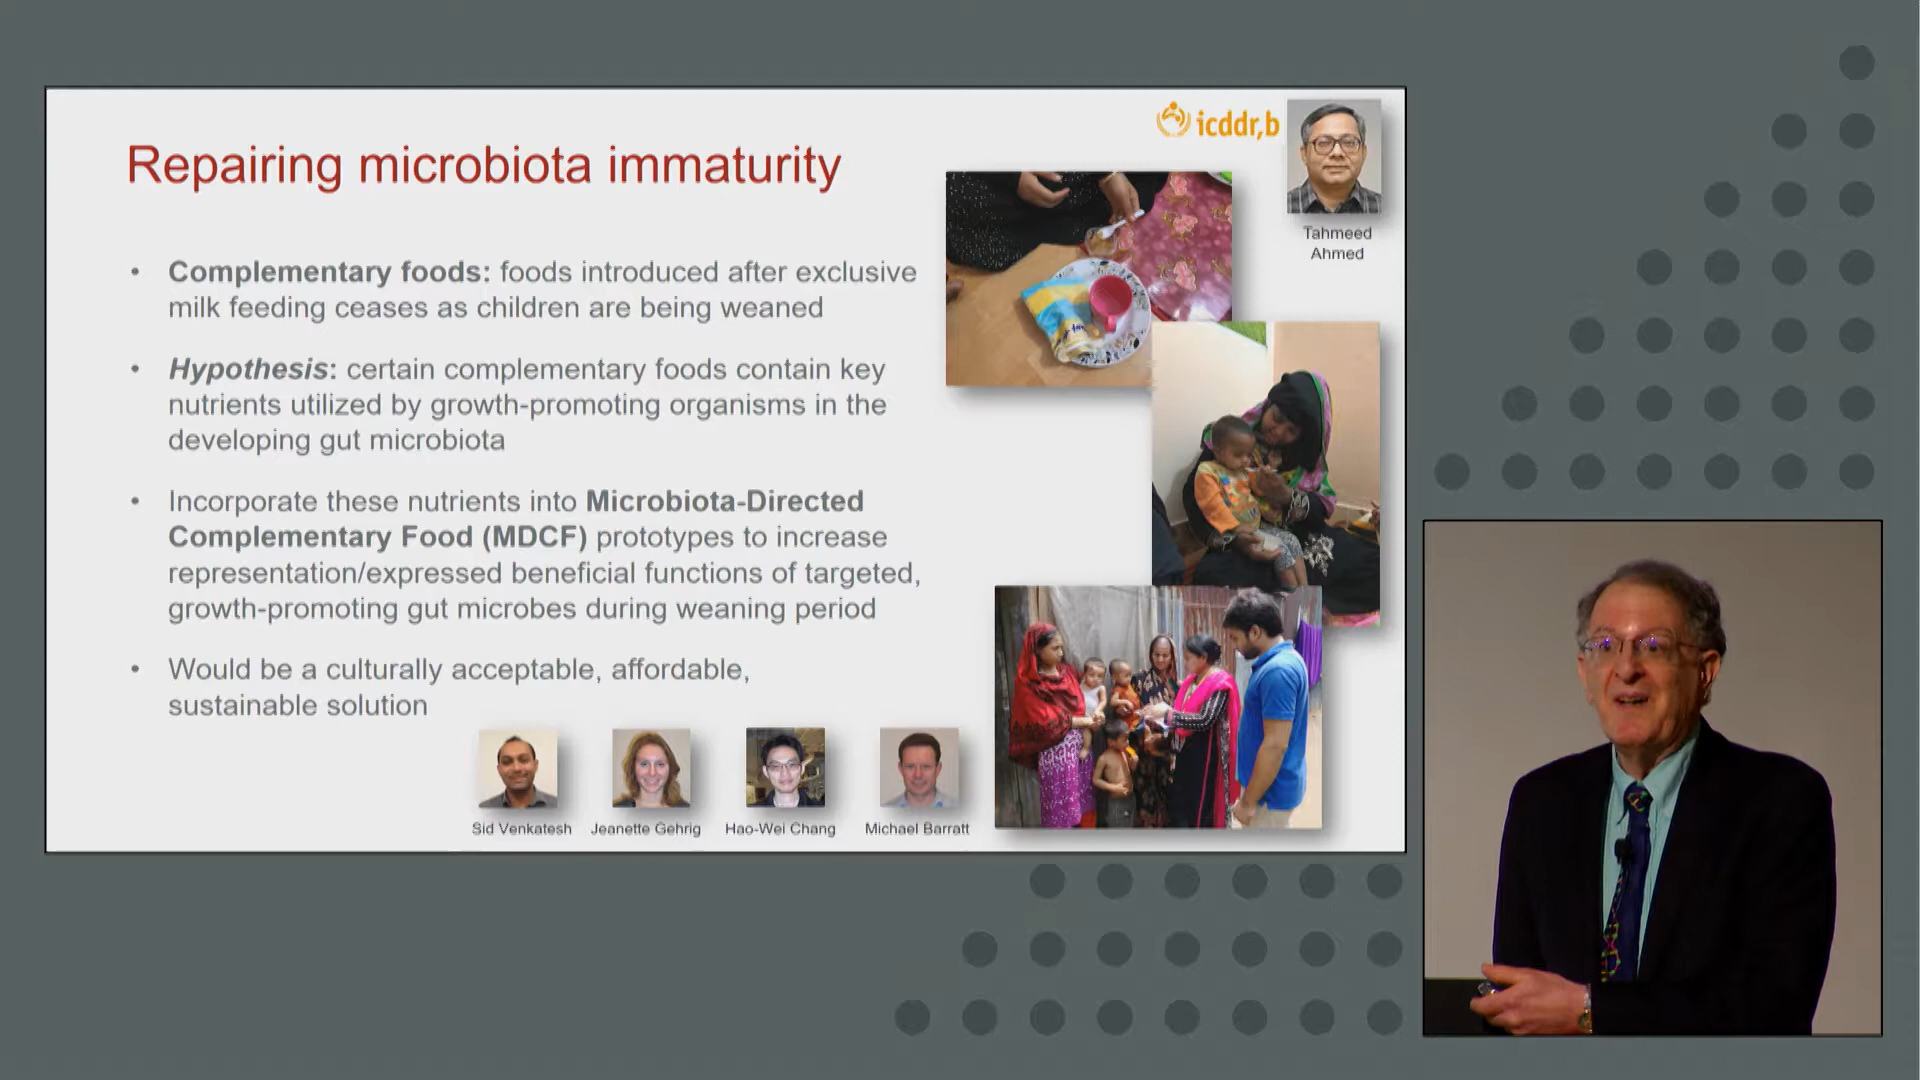 icddr,b
Repairing microbiota immaturity
Tahmeed
Ahmed
• Complementary foods: foods introduced after exclusive
milk feeding ceases as children are being weaned
• Hypothesis: certain complementary foods contain key
nutrients utilized by growth-promoting organisms in the
developing gut microbiota
• Incorporate these nutrients into Microbiota-Directed
Complementary Food (MDCF) prototypes to increase
representation/expressed beneficial functions of targeted,
growth-promoting gut microbes during weaning period
• Would be a culturally acceptable, affordable,
sustainable solution
Sid Venkatesh
Jeanette Gehrig
Hao-Wei Chang
Michael Barratt